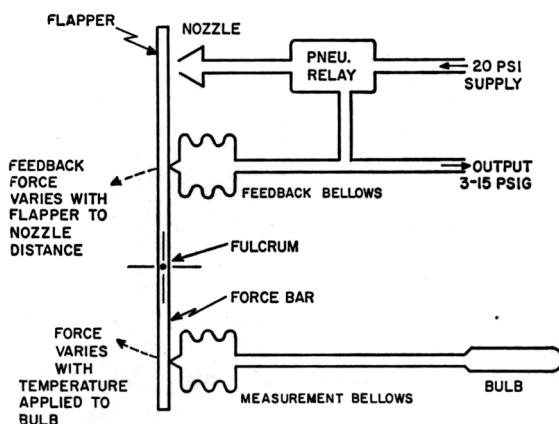 FLAPPER
NOZZLE
PNEU.
RELAY
20 PSI
SUPPLY
FEEDBACK
FORCE
VARIES WITH
FLAPPER TO
NOZZLE
DISTANCE
FEEDBACK BELLOWS
OUTPUT
3-15 PSIG
FULCRUM
FORCE BAR
FORCE
VARIES
WITH
TEMPERATURE
APPLIED TO
BULB
MEASUREMENT BELLOWS
BULB